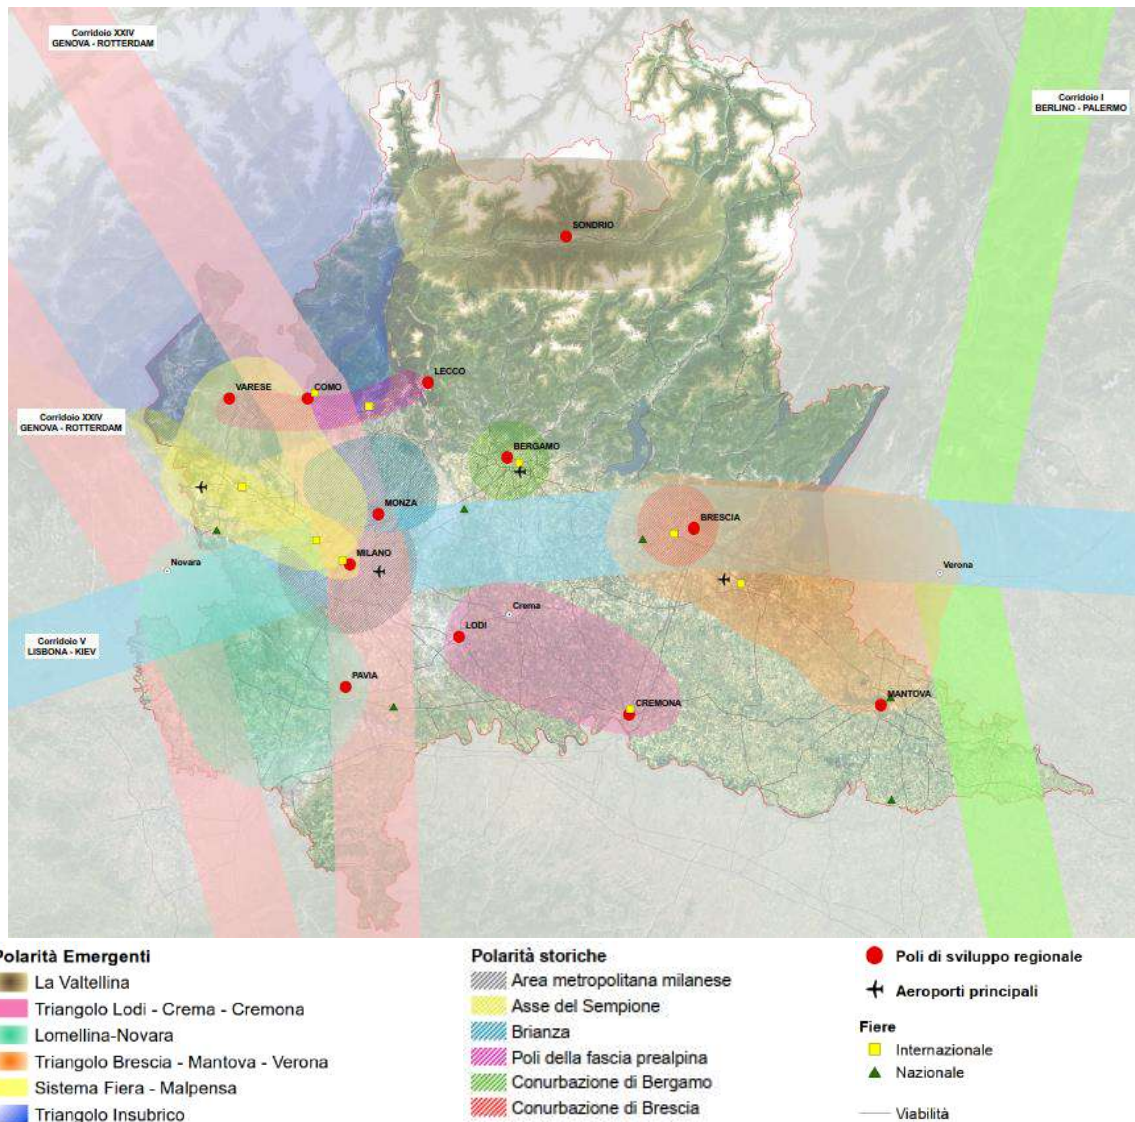 Corridoio XXIV
GENOVA - ROTTERDAM
Corridoio I
BERLINO - PALERMO
SONDRIO
LECCO
VARESE
COMO
Corridoio XXIV
GENOVA - ROTTERDAM
BERGAMO
MONZA
BRESCIA
MILANO
Novara
Verona
Crema
LODI
Corridoio V
LISBONA - KIEV
PAVIA
CREMONA
MANTOVA
Polarità Emergenti
La Valtellina
Triangolo Lodi - Crema - Cremona
Lomellina-Novara
Triangolo Brescia - Mantova - Verona
Sistema Fiera - Malpensa
Triangolo Insubrico
Polarità storiche
Area metropolitana milanese
Asse del Sempione
Brianza
Poli della fascia prealpina
Conurbazione di Bergamo
Conurbazione di Brescia
Poli di sviluppo regionale
Aeroporti principali
Fiere
Internazionale
Nazionale
Viabilità